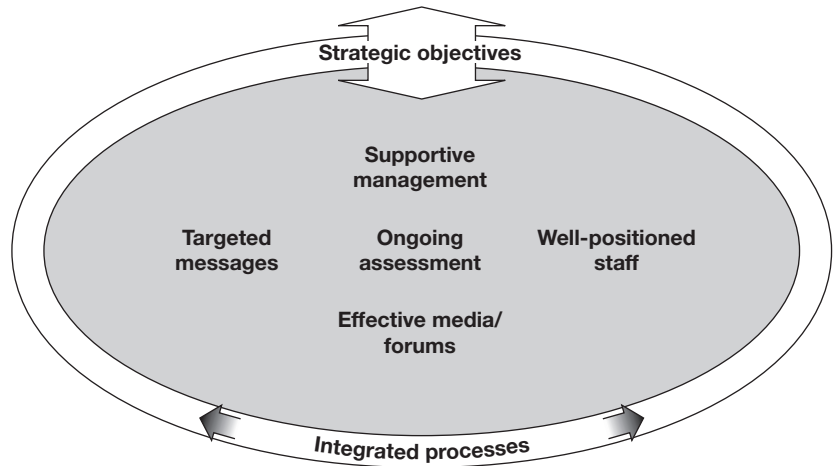 Strategic objectives
Supportive
management
Targeted
messages
Ongoing
assessment
Well-positioned
staff
Effective media/
forums
Integrated processes